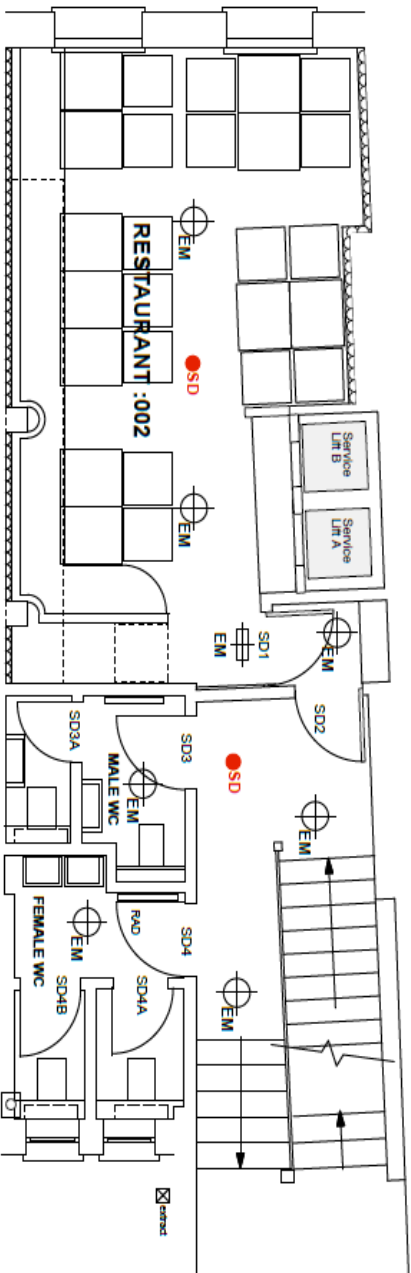 RESTAURANT :002
EM
SD
EM
Service
Lift B
Service
Lift A
EM
SD1
EM
SD2
SD
EM
SD3
SD3A
MALE WC
EM
EM
SD4
RAD
SD4A
EM
FEMALE WC
SD4B
extract